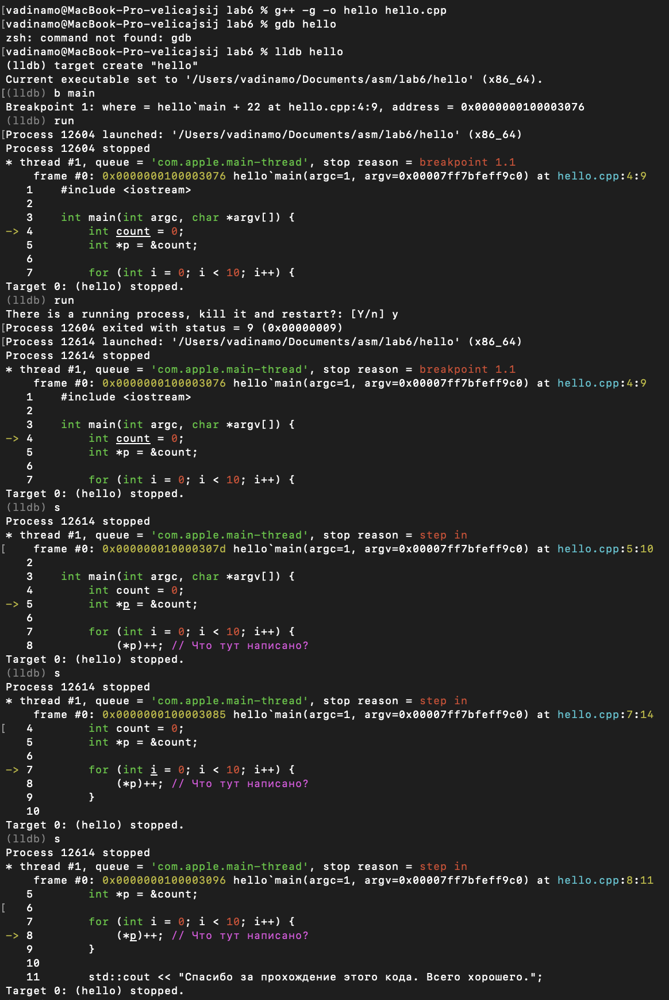 [vadinamo@MacBook-Pro-velicajsij lab6 % g++ -g -o hello hello.cpp
[vadinamo@MacBook-Pro-velicajsij lab6 % gdb hello
zsh: command not found: gdb
[vadinamo@MacBook-Pro-velicajsij lab6 % lldb hello
(lldb) target create "hello"
Current executable set to '/Users/vadinamo/Documents/asm/lab6/hello' (x86_64).
[(lldb) b main
Breakpoint 1: where = hello`main + 22 at hello.cpp:4:9, address = 0x0000000100003076
(lldb) run
[Process 12604 launched: '/Users/vadinamo/Documents/asm/lab6/hello' (x86_64)
Process 12604 stopped
* thread #1, queue = 'com.apple.main-thread', stop reason = breakpoint 1.1
    frame #0: 0x0000000100003076 hello`main(argc=1, argv=0x00007ff7bfeff9c0) at hello.cpp:4:9
   1    #include <iostream>
   2
   3    int main(int argc, char *argv[]) {
-> 4        int count = 0;
   5        int *p = &count;
   6
   7        for (int i = 0; i < 10; i++) {
Target 0: (hello) stopped.
(lldb) run
There is a running process, kill it and restart?: [Y/n] y
[Process 12604 exited with status = 9 (0x00000009)
[Process 12614 launched: '/Users/vadinamo/Documents/asm/lab6/hello' (x86_64)
Process 12614 stopped
* thread #1, queue = 'com.apple.main-thread', stop reason = breakpoint 1.1
    frame #0: 0x0000000100003076 hello`main(argc=1, argv=0x00007ff7bfeff9c0) at hello.cpp:4:9
   1    #include <iostream>
   2
   3    int main(int argc, char *argv[]) {
-> 4        int count = 0;
   5        int *p = &count;
   6
   7        for (int i = 0; i < 10; i++) {
Target 0: (hello) stopped.
(lldb) s
Process 12614 stopped
* thread #1, queue = 'com.apple.main-thread', stop reason = step in
[    frame #0: 0x000000010000307d hello`main(argc=1, argv=0x00007ff7bfeff9c0) at hello.cpp:5:10
   2
   3    int main(int argc, char *argv[]) {
   4        int count = 0;
-> 5        int *p = &count;
   6
   7        for (int i = 0; i < 10; i++) {
   8            (*p)++; // Что тут написано?
Target 0: (hello) stopped.
(lldb) s
Process 12614 stopped
* thread #1, queue = 'com.apple.main-thread', stop reason = step in
    frame #0: 0x0000000100003085 hello`main(argc=1, argv=0x00007ff7bfeff9c0) at hello.cpp:7:14
[   4        int count = 0;
   5        int *p = &count;
   6
-> 7        for (int i = 0; i < 10; i++) {
   8            (*p)++; // Что тут написано?
   9        }
   10
Target 0: (hello) stopped.
(lldb) s
Process 12614 stopped
* thread #1, queue = 'com.apple.main-thread', stop reason = step in
    frame #0: 0x0000000100003096 hello`main(argc=1, argv=0x00007ff7bfeff9c0) at hello.cpp:8:11
   5        int *p = &count;
[   6
   7        for (int i = 0; i < 10; i++) {
-> 8            (*p)++; // Что тут написано?
   9        }
   10
   11       std::cout << "Спасибо за прохождение этого кода. Всего хорошего.";
Target 0: (hello) stopped.